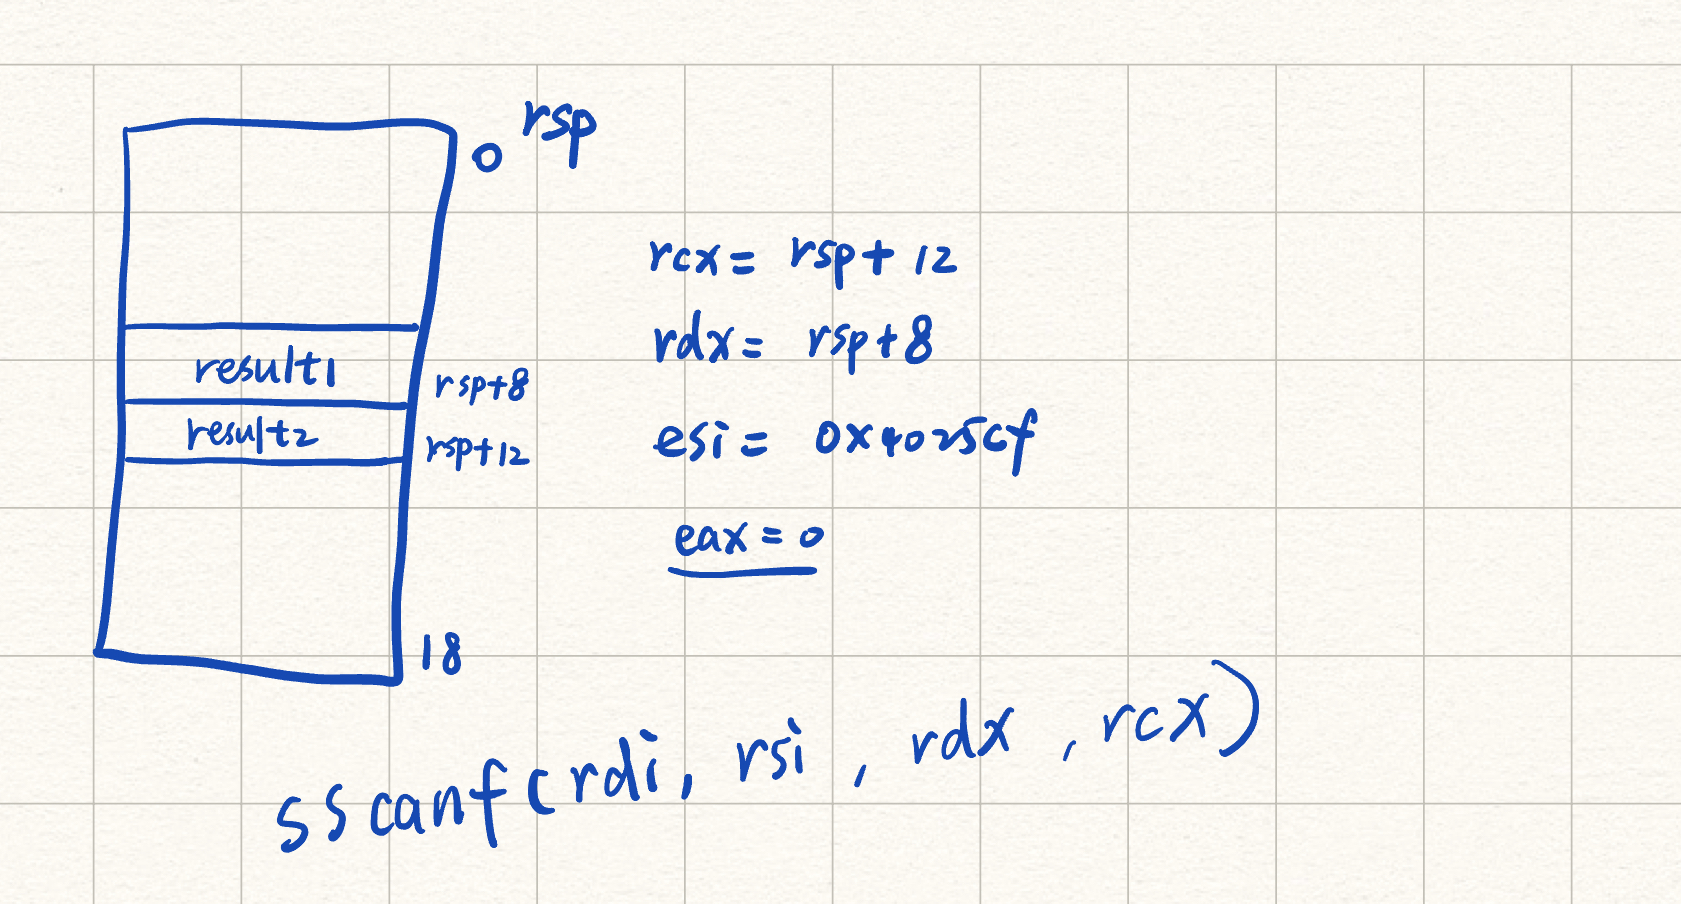 rsp
0
rcx = rsp + 12
rdx = rsp + 8
result1
rsp+8
result2
rsp+12
esi = 0x4025cf
eax = 0
18
sscanf(rdi, rsi, rdx, rcx)